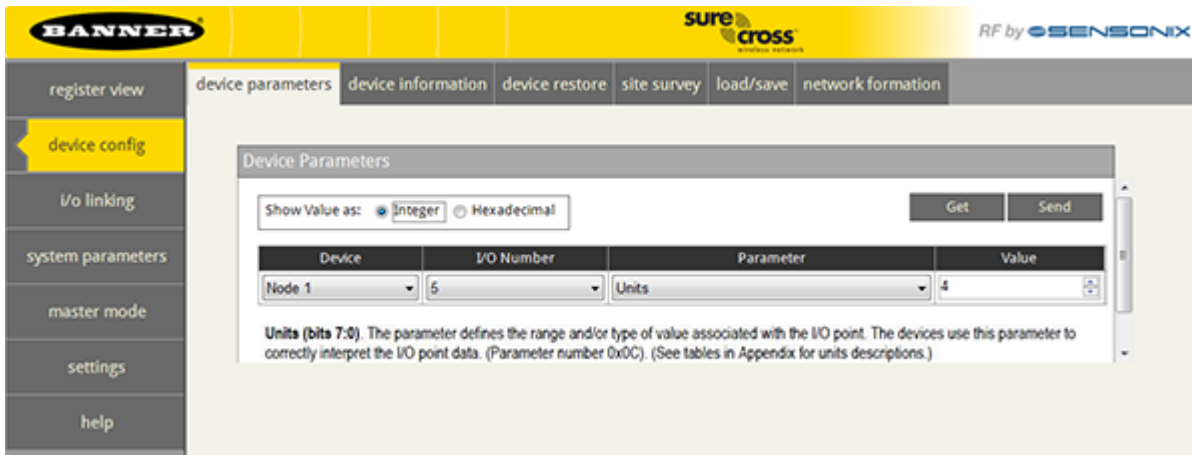 BANNER
sure cross
wireless network
RF by SENSONIX
register view
device config
i/o linking
system parameters
master mode
settings
help
device parameters device information device restore site survey load/save network formation
Device Parameters
Show Value as: Integer Hexadecimal
Get Send
Device I/O Number Parameter Value
Node 1 5 Units 4
Units (bits 7:0). The parameter defines the range and/or type of value associated with the I/O point. The devices use this parameter to
correctly interpret the I/O point data. (Parameter number 0x0C). (See tables in Appendix for units descriptions.)